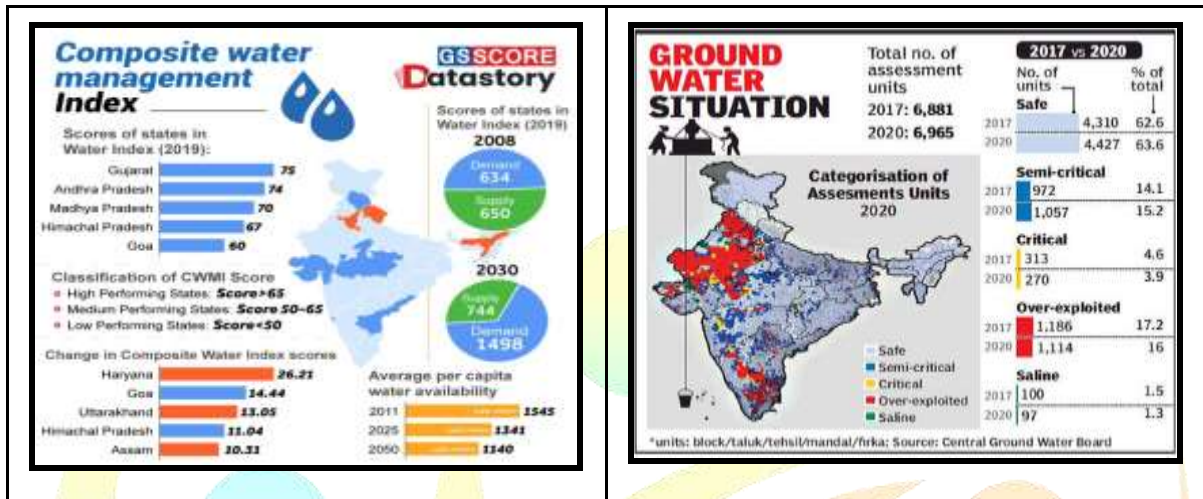 Composite water
management
Index
GSSCORE
Datastory
Scores of states in
Water Index (2019):
Gujarat 75
Andhra Pradesh 74
Madhya Pradesh 70
Himachal Pradesh 67
Goa 60
Classification of CWMI Score
High Performing States: Score>65
Medium Performing States: Score 50-65
Low Performing States: Score<50
Change in Composite Water Index scores
Haryana 26.21
Goa 14.44
Uttarakhand 13.05
Himachal Pradesh 11.04
Assam 10.31
Scores of states in
Water Index (2019)
2008
Demand
634
Supply
650
2030
Supply
744
Demand
1498
Average per capita
water availability
2011 1545
2025 1341
2050 1140
GROUND
WATER
SITUATION
Total no. of
assessment
units
2017: 6,881
2020: 6,965
Categorisation of
Assesments Units
2020
Safe
Semi-critical
Critical
Over-exploited
Saline
2017 vs 2020
No. of units % of total
Safe
2017 4,310 62.6
2020 4,427 63.6
Semi-critical
2017 972 14.1
2020 1,057 15.2
Critical
2017 313 4.6
2020 270 3.9
Over-exploited
2017 1,186 17.2
2020 1,114 16
Saline
2017 100 1.5
2020 97 1.3
*units: block/taluk/tehsil/mandal/firka; Source: Central Ground Water Board